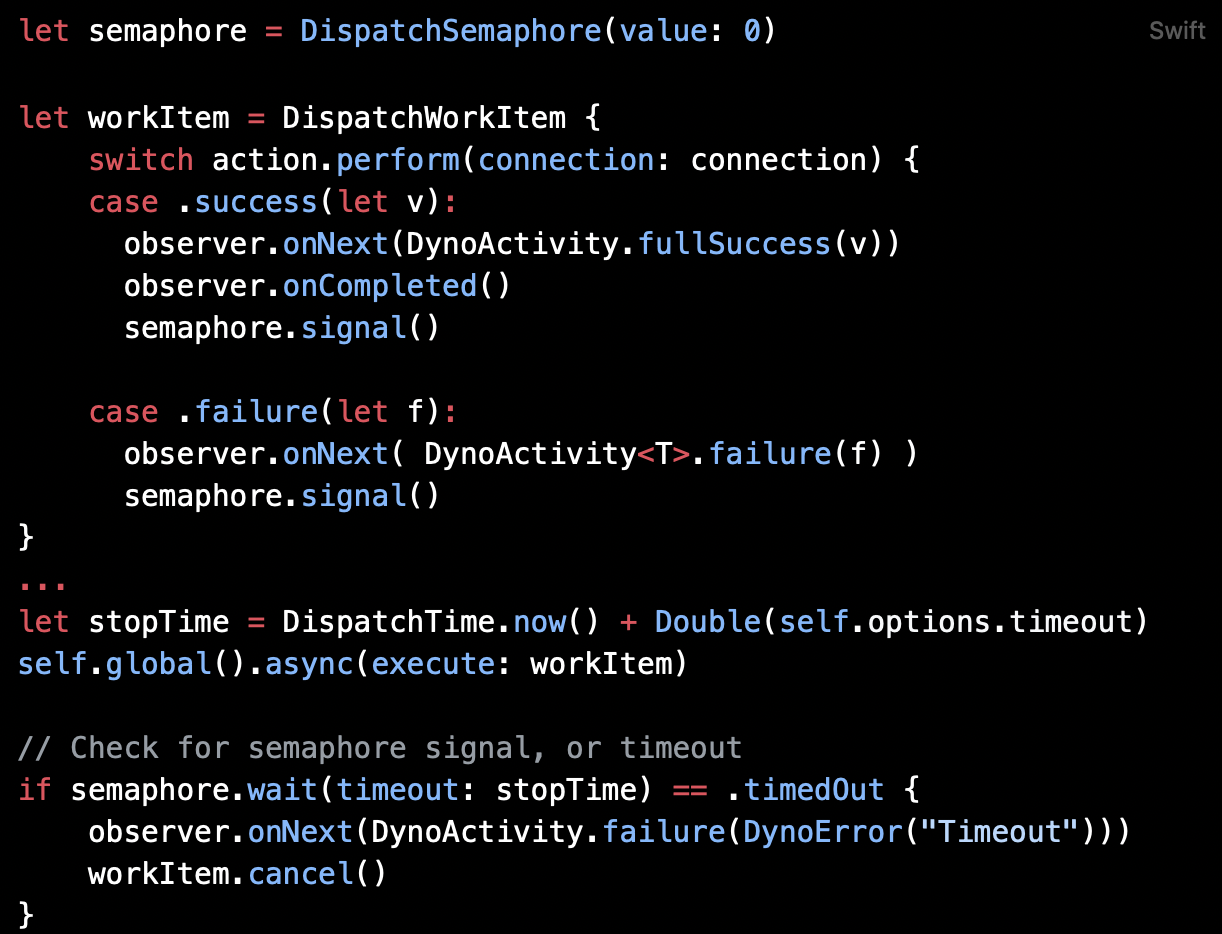 let semaphore = DispatchSemaphore(value: 0)
Swift
let workItem = DispatchWorkItem {
    switch action.perform(connection: connection) {
    case .success(let v):
      observer.onNext(DynoActivity.fullSuccess(v))
      observer.onCompleted()
      semaphore.signal()

    case .failure(let f):
      observer.onNext( DynoActivity<T>.failure(f) )
      semaphore.signal()
}
...
let stopTime = DispatchTime.now() + Double(self.options.timeout)
self.global().async(execute: workItem)

// Check for semaphore signal, or timeout
if semaphore.wait(timeout: stopTime) == .timedOut {
    observer.onNext(DynoActivity.failure(DynoError("Timeout")))
    workItem.cancel()
}